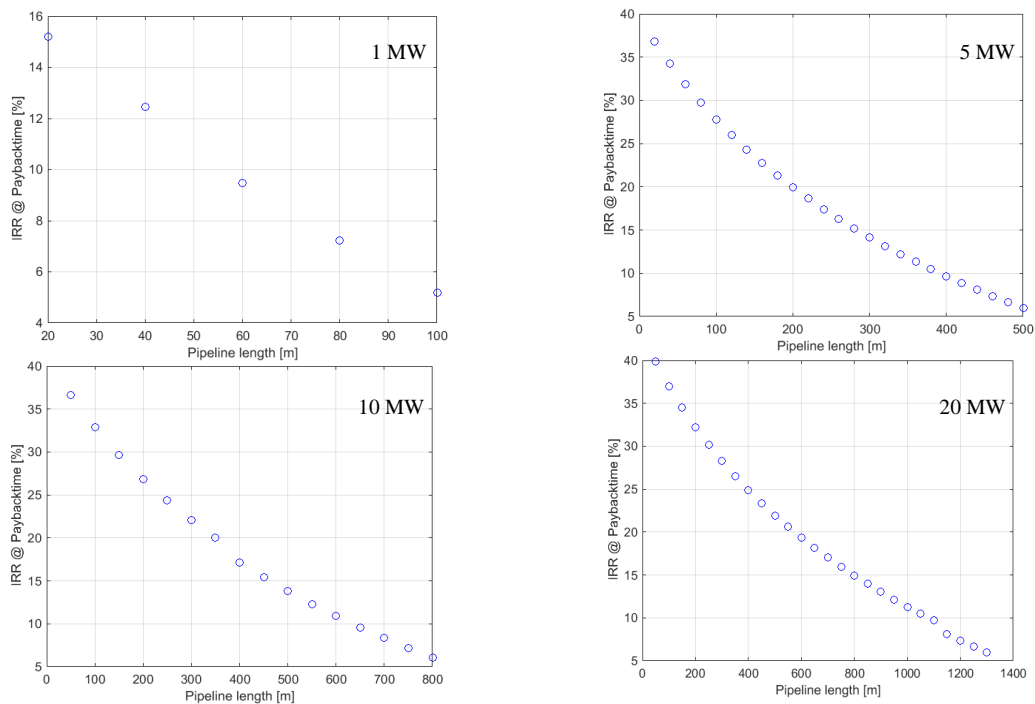 16
14
12
10
8
6
4
IRR @ Paybacktime [%]
1 MW
20 30 40 50 60 70 80 90 100
Pipeline length [m]
40
35
30
25
20
15
10
5
IRR @ Paybacktime [%]
5 MW
0 100 200 300 400 500
Pipeline length [m]
40
35
30
25
20
15
10
5
IRR @ Paybacktime [%]
10 MW
0 100 200 300 400 500 600 700 800
Pipeline length [m]
40
35
30
25
20
15
10
5
IRR @ Paybacktime [%]
20 MW
0 200 400 600 800 1000 1200 1400
Pipeline length [m]